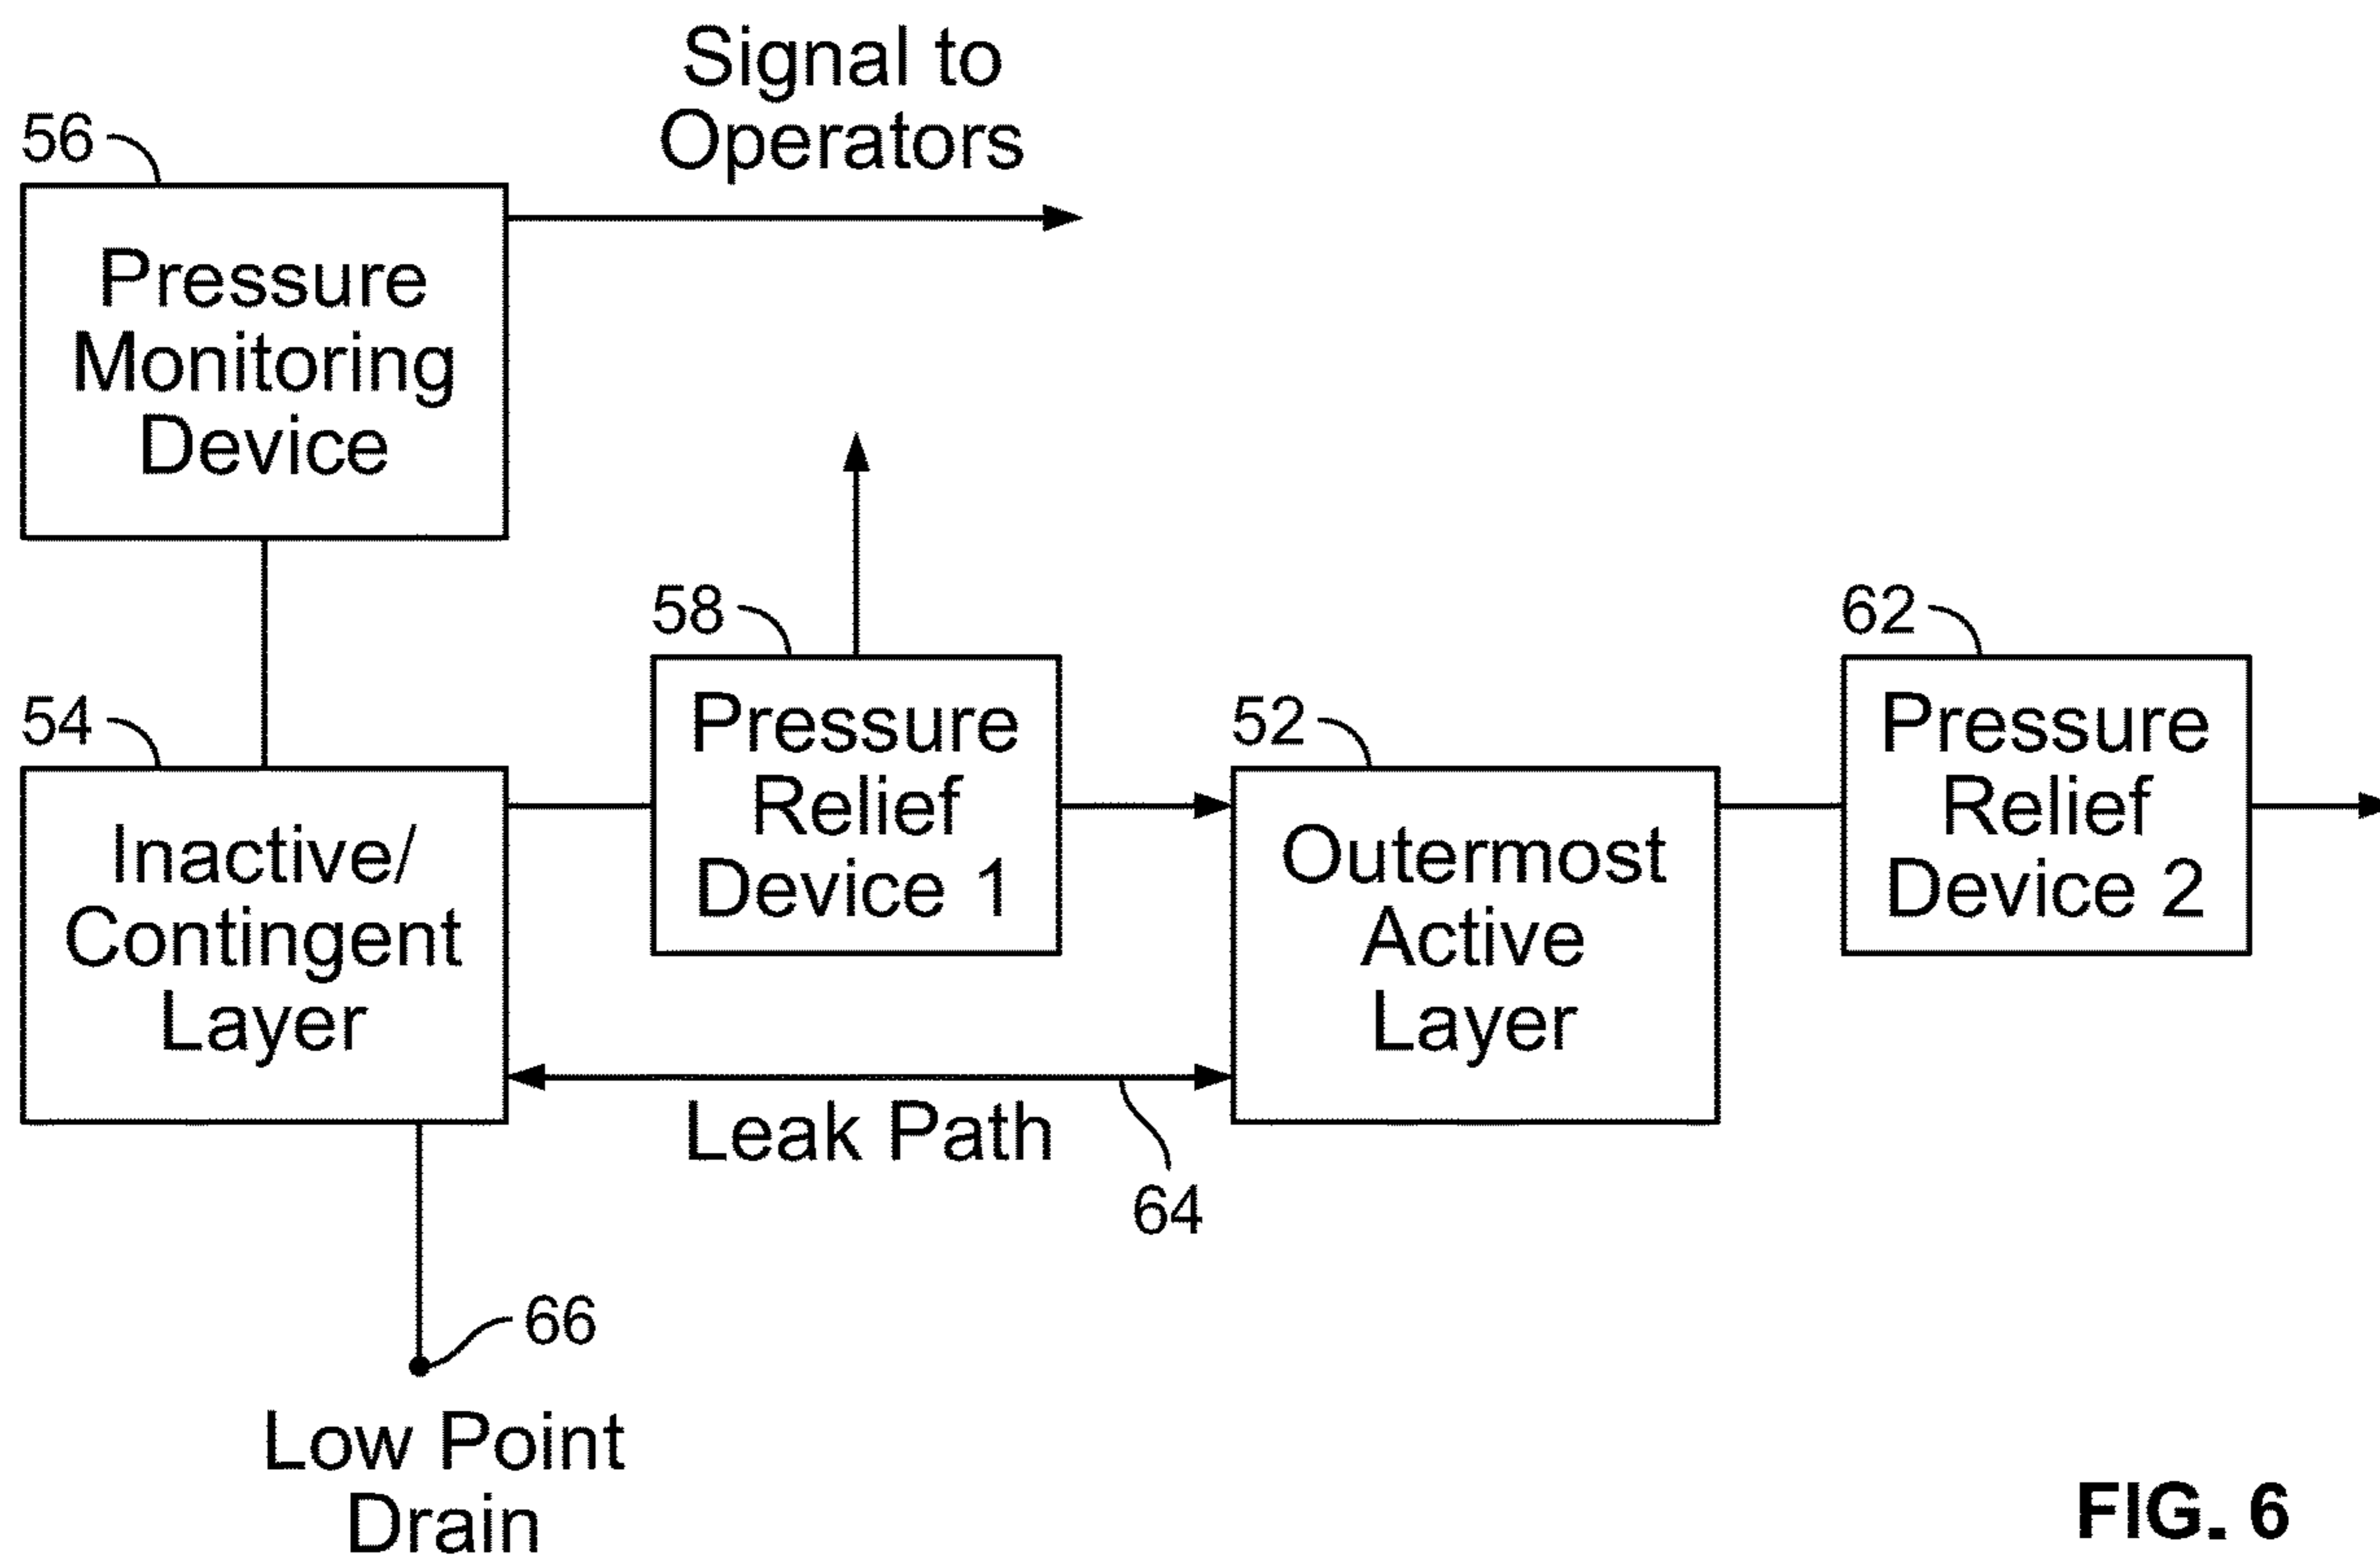 Signal to
Operators
56
Pressure
Monitoring
Device
58
62
54
Pressure
Relief
Device 1
52
Pressure
Relief
Device 2
Inactive/
Contingent
Layer
Outermost
Active
Layer
Leak Path
64
66
Low Point
Drain
FIG. 6